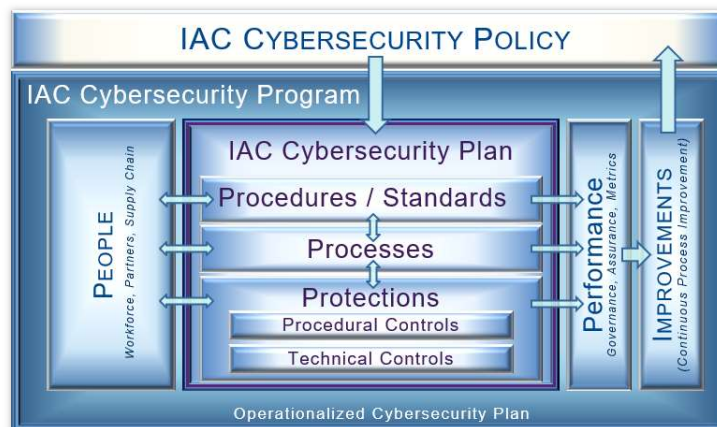 IAC CYBERSECURITY POLICY
IAC Cybersecurity Program
PEOPLE
Workforce, Partners, Supply Chain
IAC Cybersecurity Plan
Procedures / Standards
Processes
Protections
Procedural Controls
Technical Controls
Performance
Governance, Assurance, Metrics
IMPROVEMENTS
(Continuous Process Improvement)
Operationalized Cybersecurity Plan